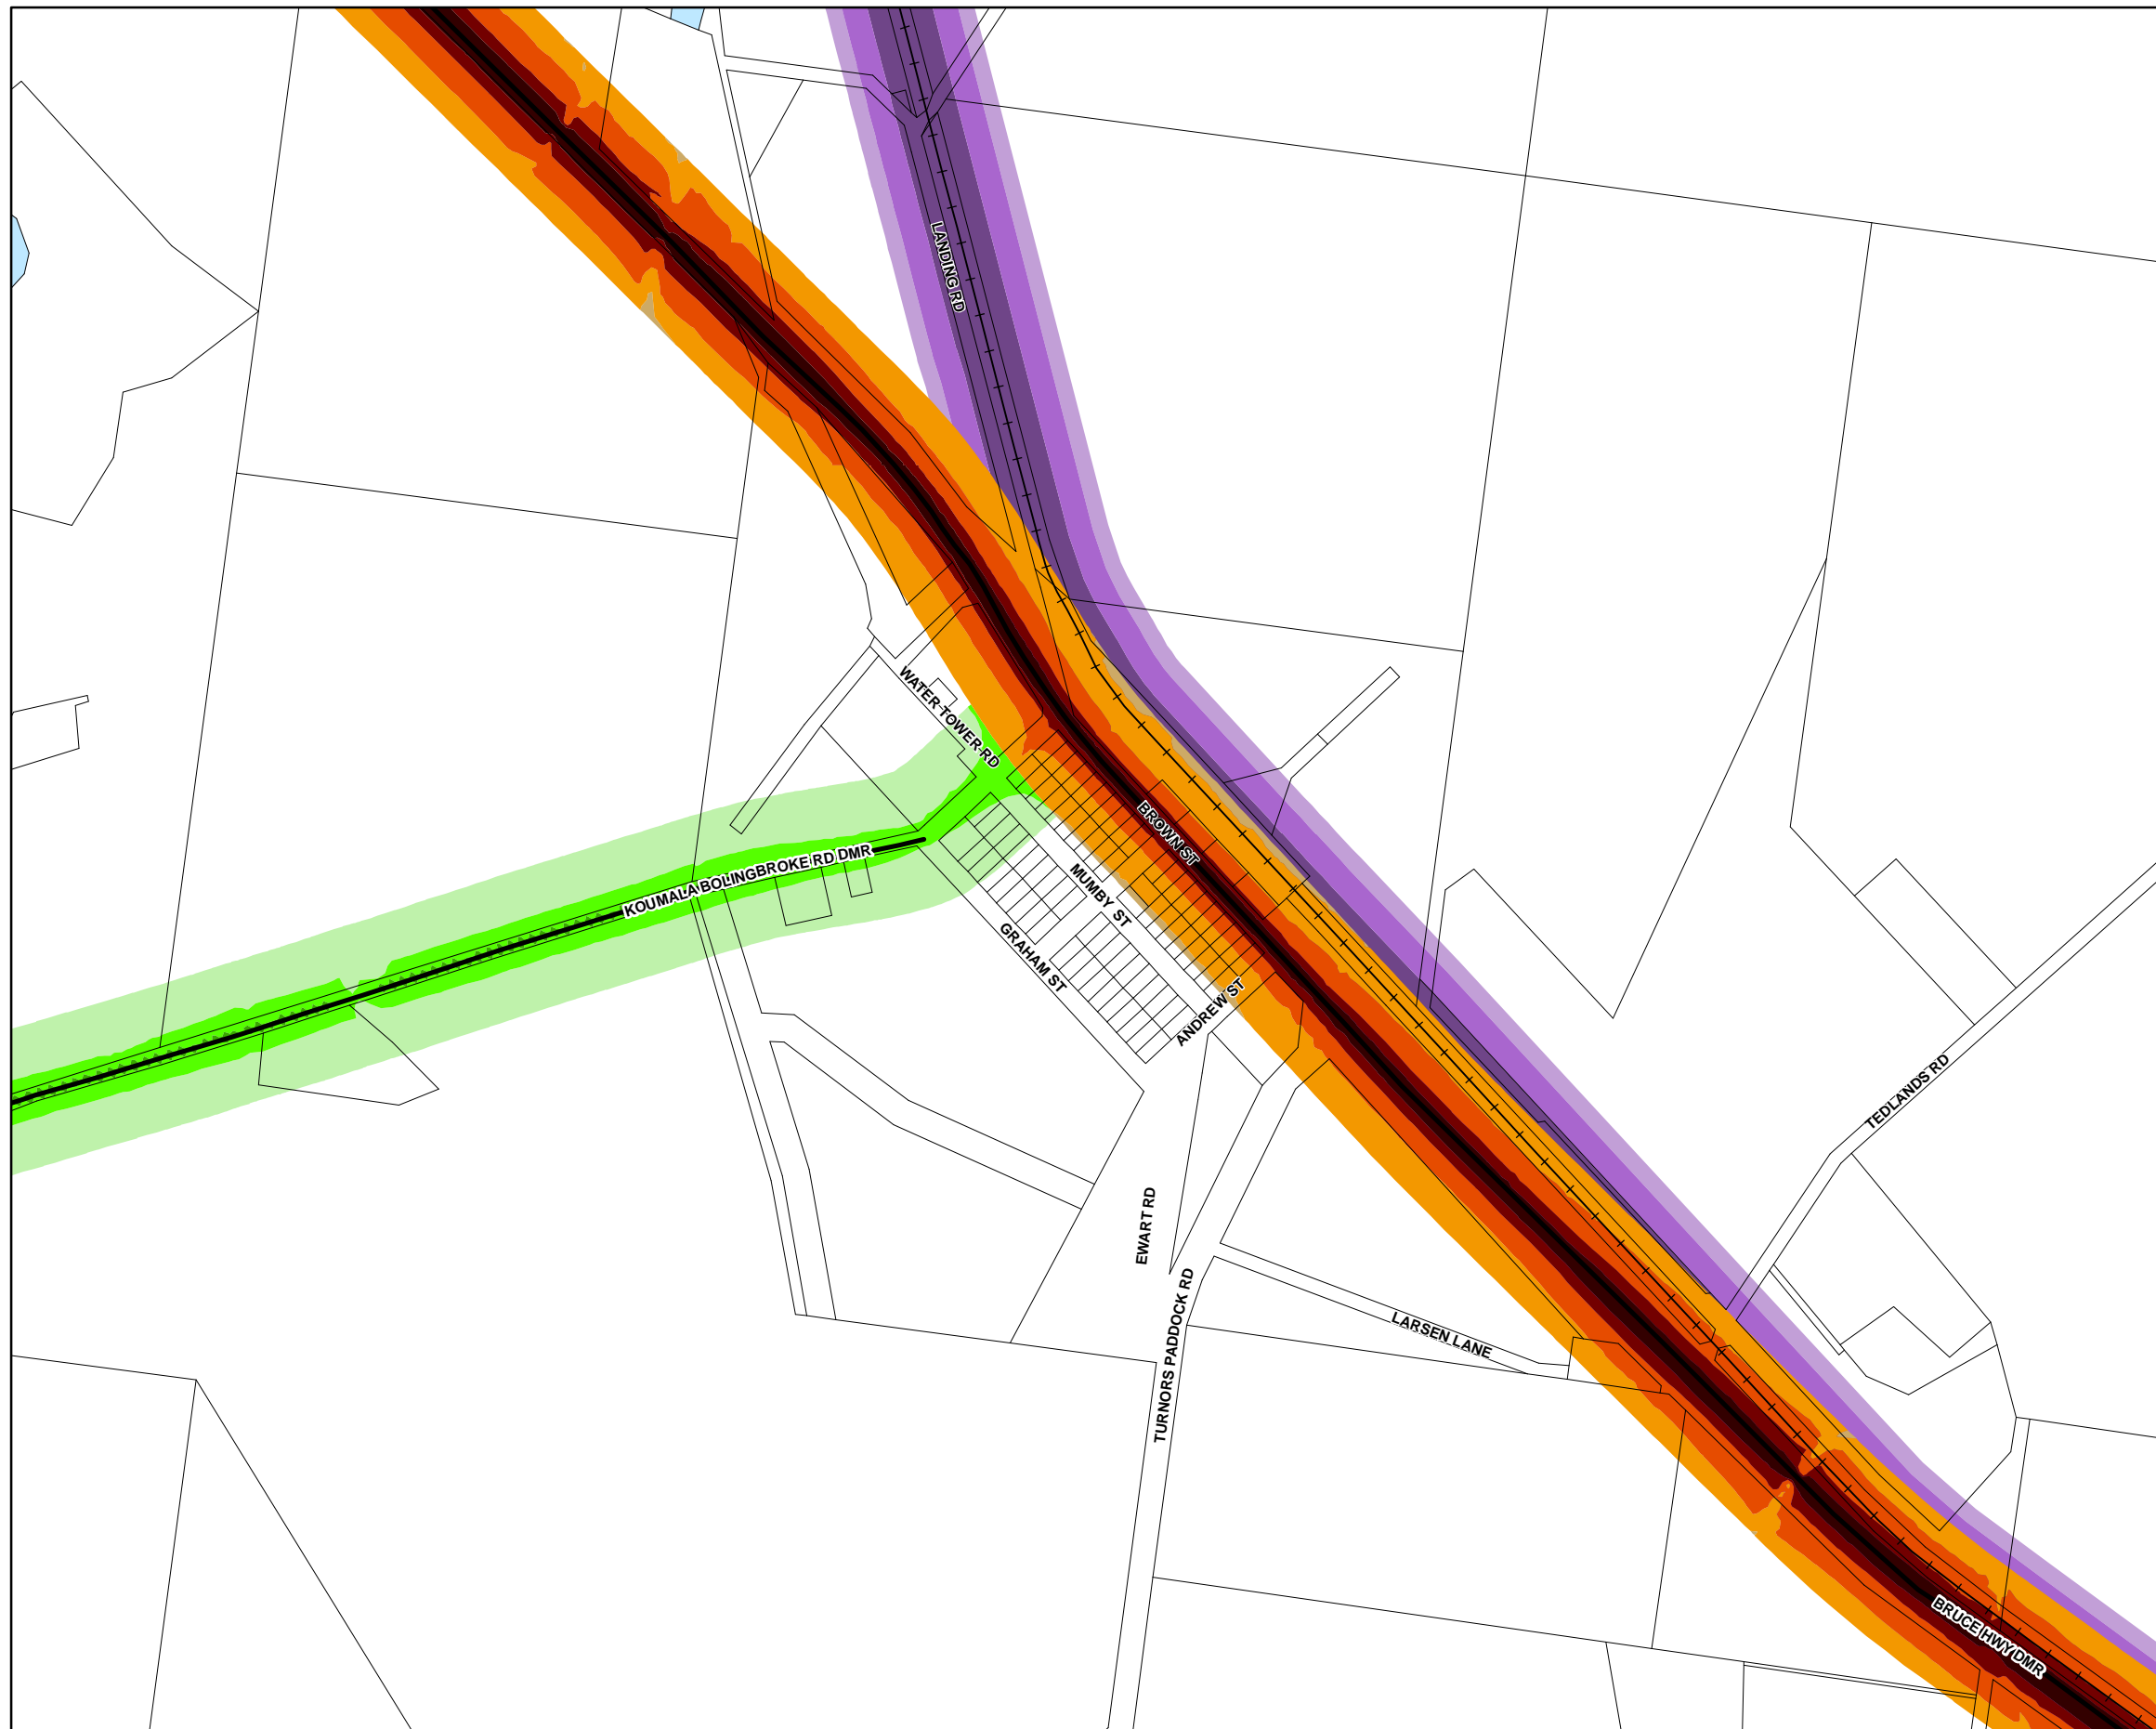 LANDING RD
WATER TOWER RD
BROWN ST
KOUMALA BOLINGBROKE RD DMR
MUMBY ST
GRAHAM ST
ANDREW ST
TEDLANDS RD
EWART RD
TURNORS PADDOCK RD
LARSEN LANE
BRUCE HWY DMR